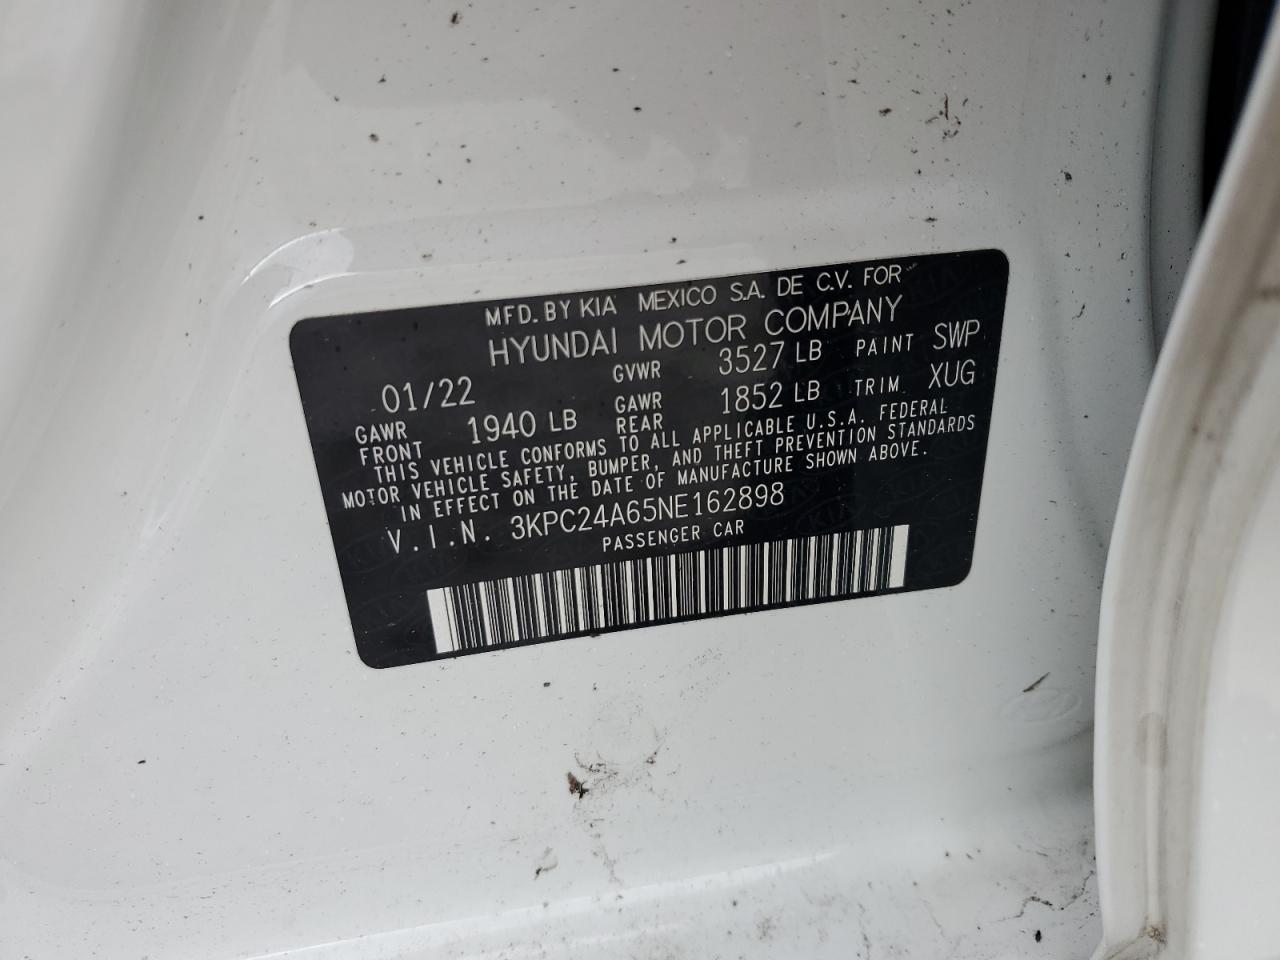 MFD. BY KIA MEXICO S.A. DE C.V. FOR
HYUNDAI MOTOR COMPANY
01/22 GVWR 3527 LB PAINT SWP
GAWR FRONT 1940 LB GAWR REAR 1852 LB TRIM XUG
THIS VEHICLE CONFORMS TO ALL APPLICABLE U.S.A. FEDERAL
MOTOR VEHICLE SAFETY, BUMPER, AND THEFT PREVENTION STANDARDS
IN EFFECT ON THE DATE OF MANUFACTURE SHOWN ABOVE.
V.I.N. 3KPC24A65NE162898
PASSENGER CAR